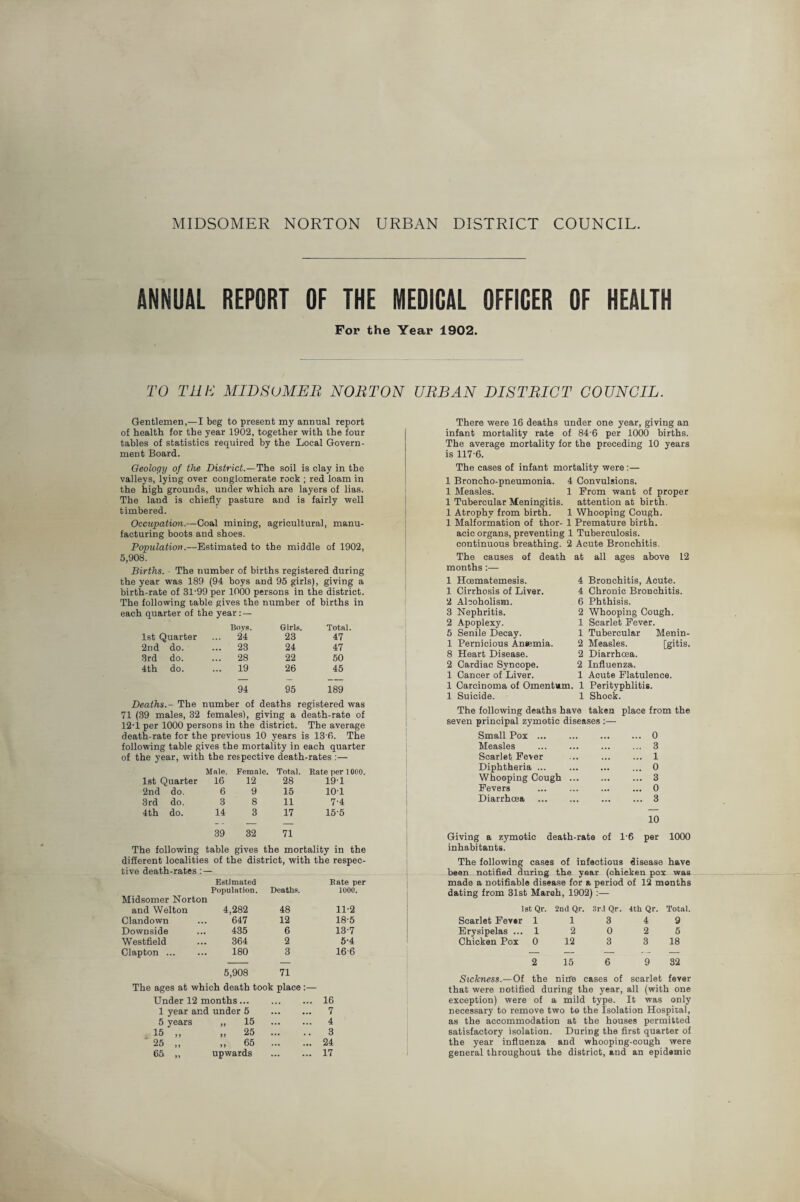 MIDSOMER NORTON URBAN DISTRICT COUNCIL.
ANNUAL REPORT OF THE MEDICAL OFFICER OF HEALTH
For the Year 1902.
TO THE MIDSOMER NORTON URBAN DISTRICT COUNCIL.
Gentlemen,—I beg to present my annual report
of health for the year 1902, together with the four
tables of statistics required by the Local Govern-
ment Board.
Geology of the District.—The soil is clay in the
valleys, lying over conglomerate rock ; red loam in
the high grounds, under which are layers of lias.
The land is chiefly pasture and is fairly well
timbered.
Occupation.—Coal mining, agricultural, manu-
facturing boots and shoes.
Population.—Estimated to the middle of 1902,
5,908.
Births. - The number of births registered during
the year was 189 (94 boys and 95 girls), giving a
birth-rate of 31·99 per 1000 persons in the district.
The following table gives the number of births in
each quarter of the year :—
Boys. Girls. Total.
1st Quarter ... 24 23 47
2nd do. ... 23 24 47
3rd do. ... 28 22 50
4th do. ... 19 26 45
94 95 189
Deaths.- The number of deaths registered was
71 (39 males, 32 females), giving a death-rate of
12·1 per 1000 persons in the district. The average
death-rate for the previous 10 years is 13·6. The
following table gives the mortality in each quarter
of the year, with the respective death-rates :—
Male. Female. Total. Rate per 1000.
1st Quarter 16 12 28 19·1
2nd do. 6 9 15 10·1
3rd do. 3 8 11 7·4
4th do. 14 3 17 15·5
39 32 71
The following table gives the mortality in the
different localities of the district, with the respec-
tive death-rates :—
Estimated Population. Deaths. Rate per 1000.
Midsomer Norton
and Welton 4,282 48 11·2
Clandown ... 647 12 18·5
Downside ... 435 6 13·7
Westfield ... 364 2 5·4
Clapton ... ... 180 3 16·6
5,908 71
The ages at which death took place :—
Under 12 months ... ... ... 16
1 year and under 5 ... ... 7
5 years „ 15 ... ... 4
15 „ „ 25 ... .. 3
25 „ „ 65 ... ... 24
65 „ upwards ... ... 17
There were 16 deaths under one year, giving an
infant mortality rate of 84·6 per 1000 births.
The average mortality for the preceding 10 years
is 117·6.
The cases of infant mortality were :—
1 Broncho-pneumonia. 4 Convulsions.
1 Measles. 1 From want of proper
1 Tubercular Meningitis. attention at birth.
1 Atrophy from birth. 1 Whooping Cough.
1 Malformation of thor- 1 Premature birth.
acic organs, preventing 1 Tuberculosis.
continuous breathing. 2 Acute Bronchitis.
The causes of death at all ages above 12
months :—
1 Hœmatemesis. 4 Bronchitis, Acute.
1 Cirrhosis of Liver. 4 Chronic Bronchitis.
2 Alcoholism. 6 Phthisis.
3 Nephritis. 2 Whooping Cough.
2 Apoplexy. 1 Scarlet Fever.
5 Senile Decay. 1 Tubercular Menin-
1 Pernicious Anæmia. 2 Measles. [gitis.
8 Heart Disease. 2 Diarrhœa.
2 Cardiac Syncope. 2 Influenza.
1 Cancer of Liver. 1 Acute Flatulence.
1 Carcinoma of Omentum. 1 Perityphlitis.
1 Suicide. 1 Shock.
The following deaths have taken place from the
seven principal zymotic diseases :—
Small Pox ... ... ... ... 0
Measles ... ... ... ... 3
Scarlet Fever ... ... ... 1
Diphtheria ... ... ... ... 0
Whooping Cough ... ... ... 3
Fevers ... ... ... ... 0
Diarrhœa ... ... ... ... 3
10
Giving a zymotic death-rate of 1·6 per 1000
inhabitants.
The following cases of infectious disease have
been notified during the year (chicken pox was
made a notifiable disease for a period of 12 months
dating from 31st March, 1902) :—
1st Qr. 2nd Qr. 3rd Qr. 4th Qr. Total.
Scarlet Fever 1 1 3 4 9
Erysipelas ... 1 2 0 2 5
Chicken Pox 0 12 3 3 18
2 15 6 9 32
Sickness.—Of the nine cases of scarlet fever
that were notified during the year, all (with one
exception) were of a mild type. It was only
necessary to remove two to the Isolation Hospital,
as the accommodation at the houses permitted
satisfactory isolation. During the first quarter of
the year influenza and whooping-cough were
general throughout the district, and an epidemic